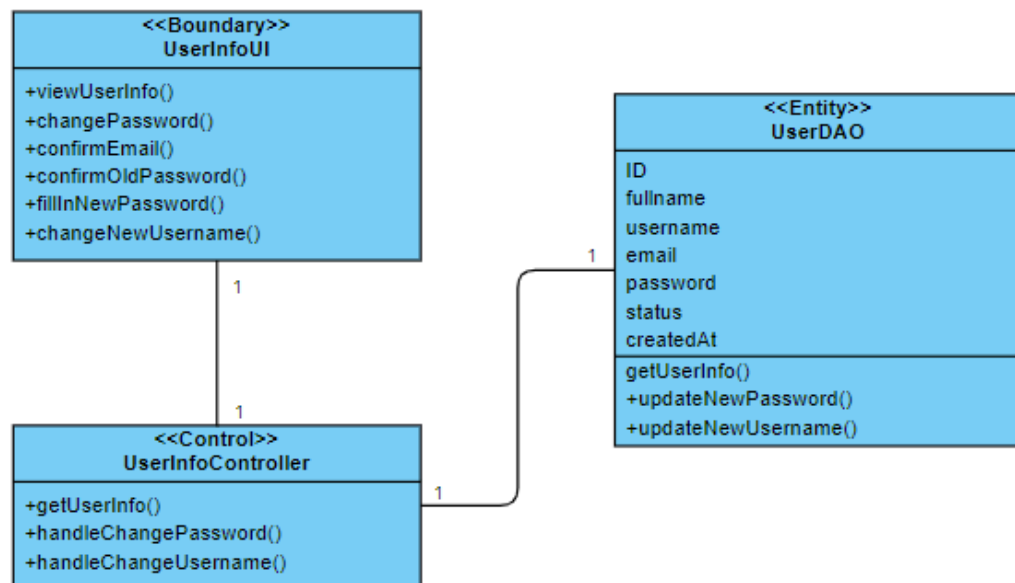 <<Boundary>>
UserInfoUI
+viewUserInfo()
+changePassword()
+confirmEmail()
+confirmOldPassword()
+fillInNewPassword()
+changeNewUsername()
1
1
<<Control>>
UserInfoController
+getUserInfo()
+handleChangePassword()
+handleChangeUsername()
1
1
<<Entity>>
UserDAO
ID
fullname
username
email
password
status
createdAt
getUserInfo()
+updateNewPassword()
+updateNewUsername()